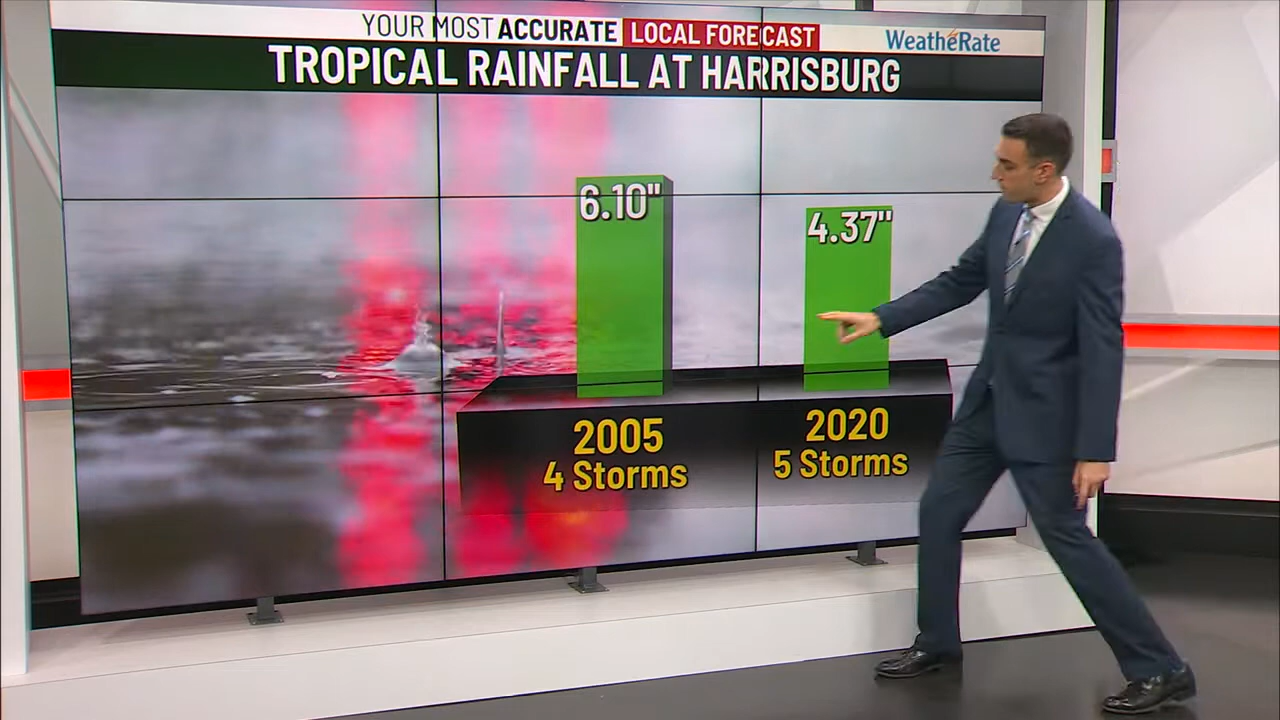 YOUR MOST ACCURATE LOCAL FORECAST
WeatheRate
TROPICAL RAINFALL AT HARRISBURG
6.10"
4.37"
2005
4 Storms
2020
5 Storms